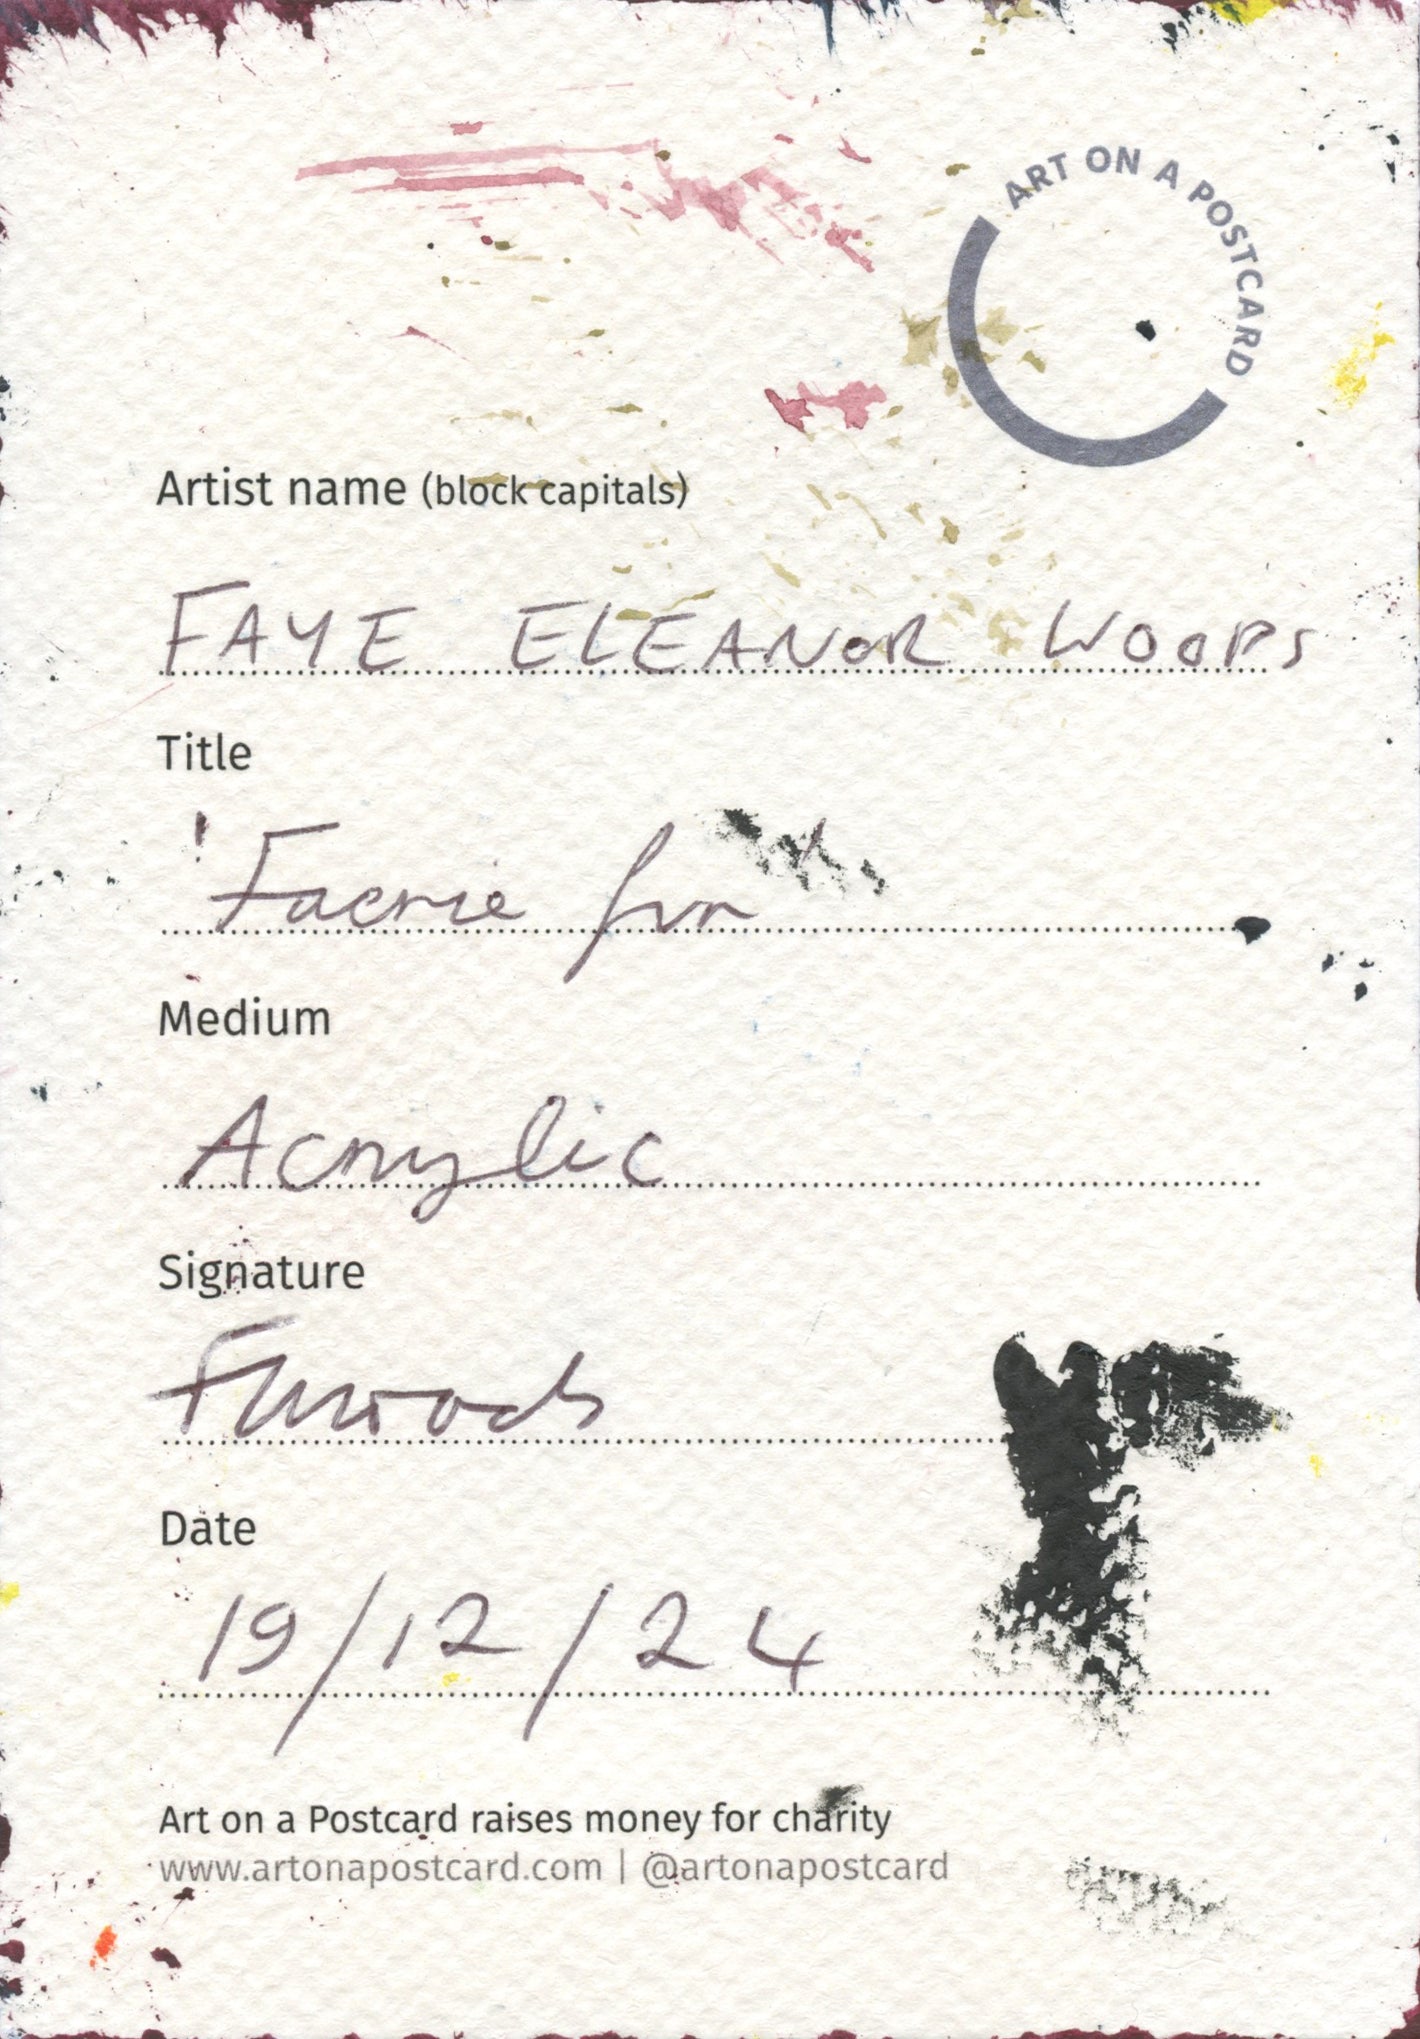 ART ON A POSTCARD
Artist name (block capitals)
FAYE ELEANOR WOODS
Title
'Faerie fun'
Medium
Acrylic
Signature
FEWoods
Date
19/12/24
Art on a Postcard raises money for charity
www.artonapostcard.com | @artonapostcard